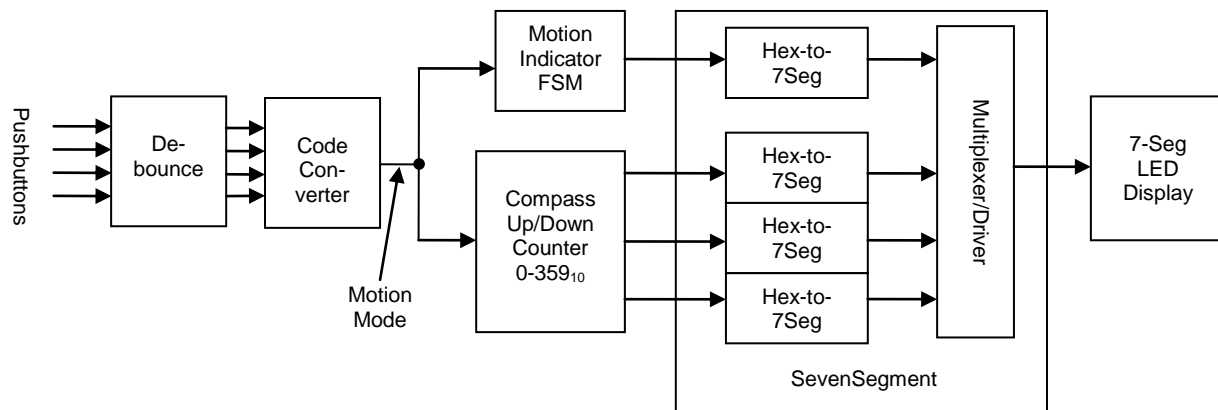 Pushbuttons
De-
bounce
Code
Con-
verter
Motion
Mode
Motion
Indicator
FSM
Compass
Up/Down
Counter
0-359₁₀
Hex-to-
7Seg
Hex-to-
7Seg
Hex-to-
7Seg
Hex-to-
7Seg
Multiplexer/Driver
SevenSegment
7-Seg
LED
Display